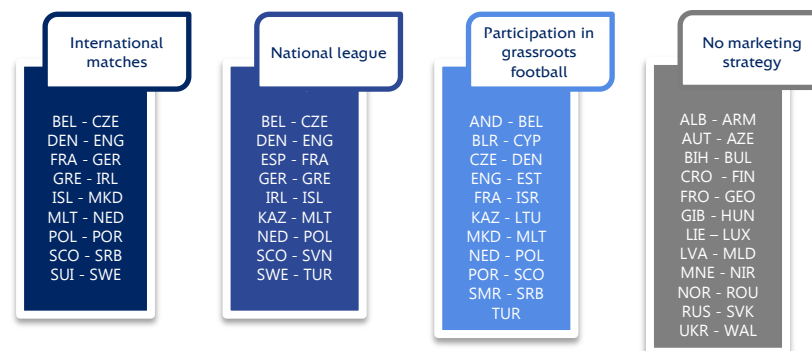 International
matches
BEL - CZE
DEN - ENG
FRA - GER
GRE - IRL
ISL - MKD
MLT - NED
POL - POR
SCO - SRB
SUI - SWE
National league
BEL - CZE
DEN - ENG
ESP - FRA
GER - GRE
IRL - ISL
KAZ - MLT
NED - POL
SCO - SVN
SWE - TUR
Participation in
grassroots
football
AND - BEL
BLR - CYP
CZE - DEN
ENG - EST
FRA - ISR
KAZ - LTU
MKD - MLT
NED - POL
POR - SCO
SMR - SRB
TUR
No marketing
strategy
ALB - ARM
AUT - AZE
BIH - BUL
CRO - FIN
FRO - GEO
GIB - HUN
LIE – LUX
LVA - MLD
MNE - NIR
NOR - ROU
RUS - SVK
UKR - WAL